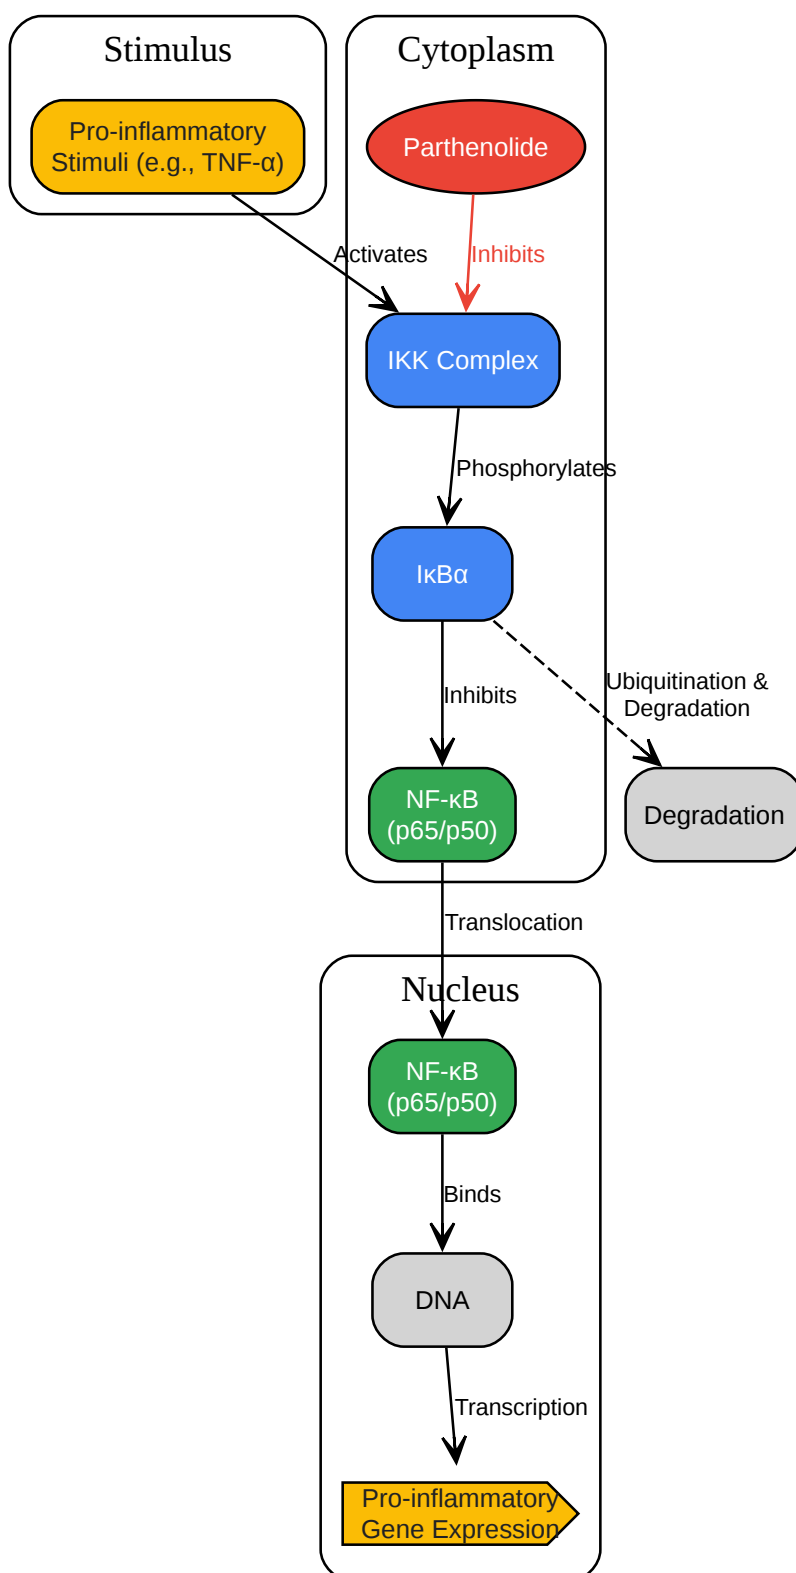 Stimulus
Cytoplasm
Pro-inflammatory
Stimuli (e.g., TNF-α)
Parthenolide
Activates
Inhibits
IKK Complex
Phosphorylates
IκBα
Inhibits
Ubiquitination &
Degradation
NF-κB
(p65/p50)
Degradation
Translocation
Nucleus
NF-κB
(p65/p50)
Binds
DNA
Transcription
Pro-inflammatory
Gene Expression